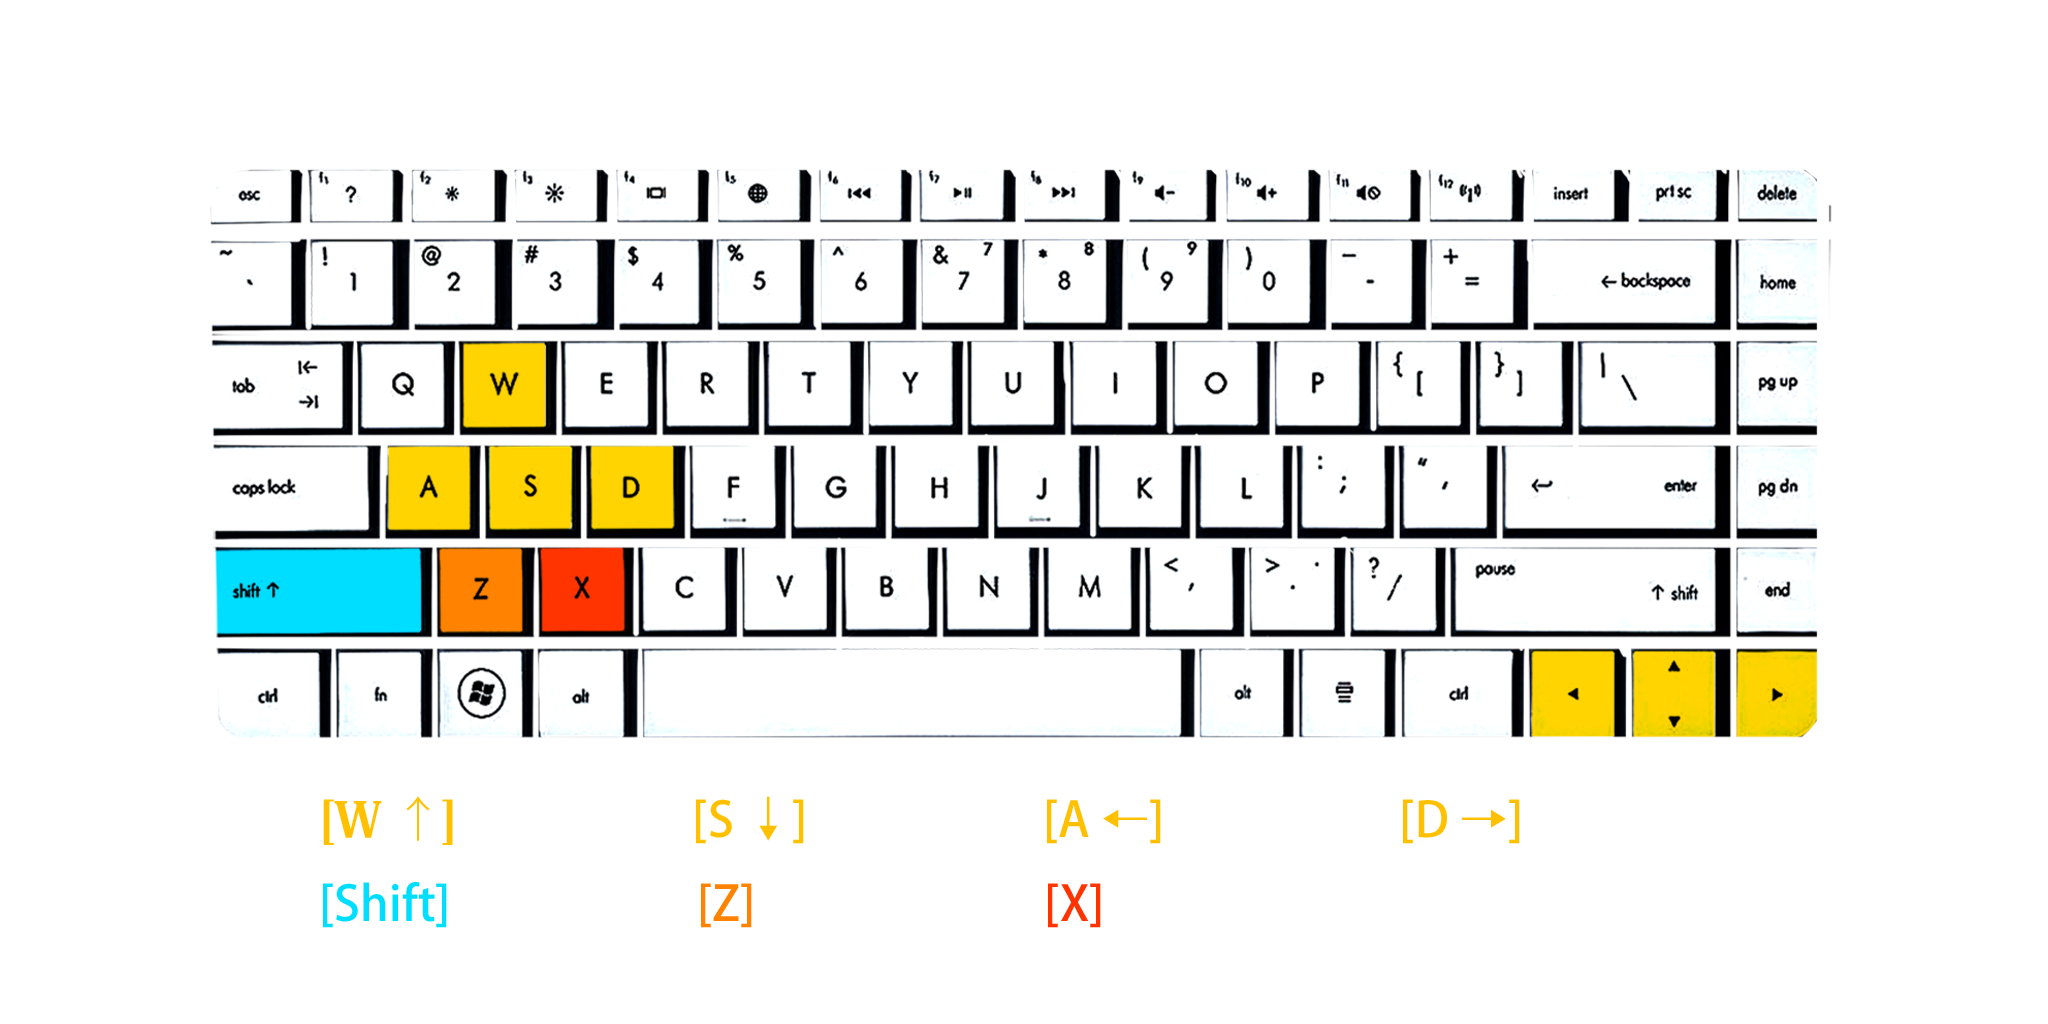 esc f1 ? f2 f3 f4 f5 f6 f7 f8 f9 f10 f11 f12 insert prt sc delete
~ ` ! 1 @ 2 # 3 $ 4 % 5 ^ 6 & 7 7 * 8 8 ( 9 9 ) 0 — - + = ← backspace home
tab Q W E R T Y U I O P { [ } ] | \ pg up
caps lock A S D F G H J K L : ; “ ‘ enter pg dn
shift ↑ Z X C V B N M < , > . · ? / pause ↑ shift end
ctrl fn alt alt ctrl ◄ ▲ ▼ ►
[W ↑] [S ↓] [A ←] [D →]
[Shift] [Z] [X]